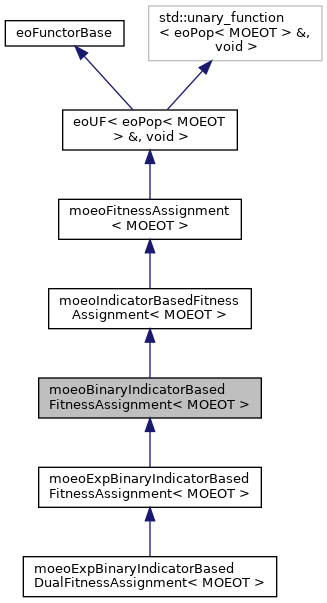 eoFunctorBase
std::unary_function
< eoPop< MOEOT > &,
void >
eoUF< eoPop< MOEOT
> &, void >
moeoFitnessAssignment
< MOEOT >
moeoIndicatorBasedFitness
Assignment< MOEOT >
moeoBinaryIndicatorBased
FitnessAssignment< MOEOT >
moeoExpBinaryIndicatorBased
FitnessAssignment< MOEOT >
moeoExpBinaryIndicatorBased
DualFitnessAssignment< MOEOT >